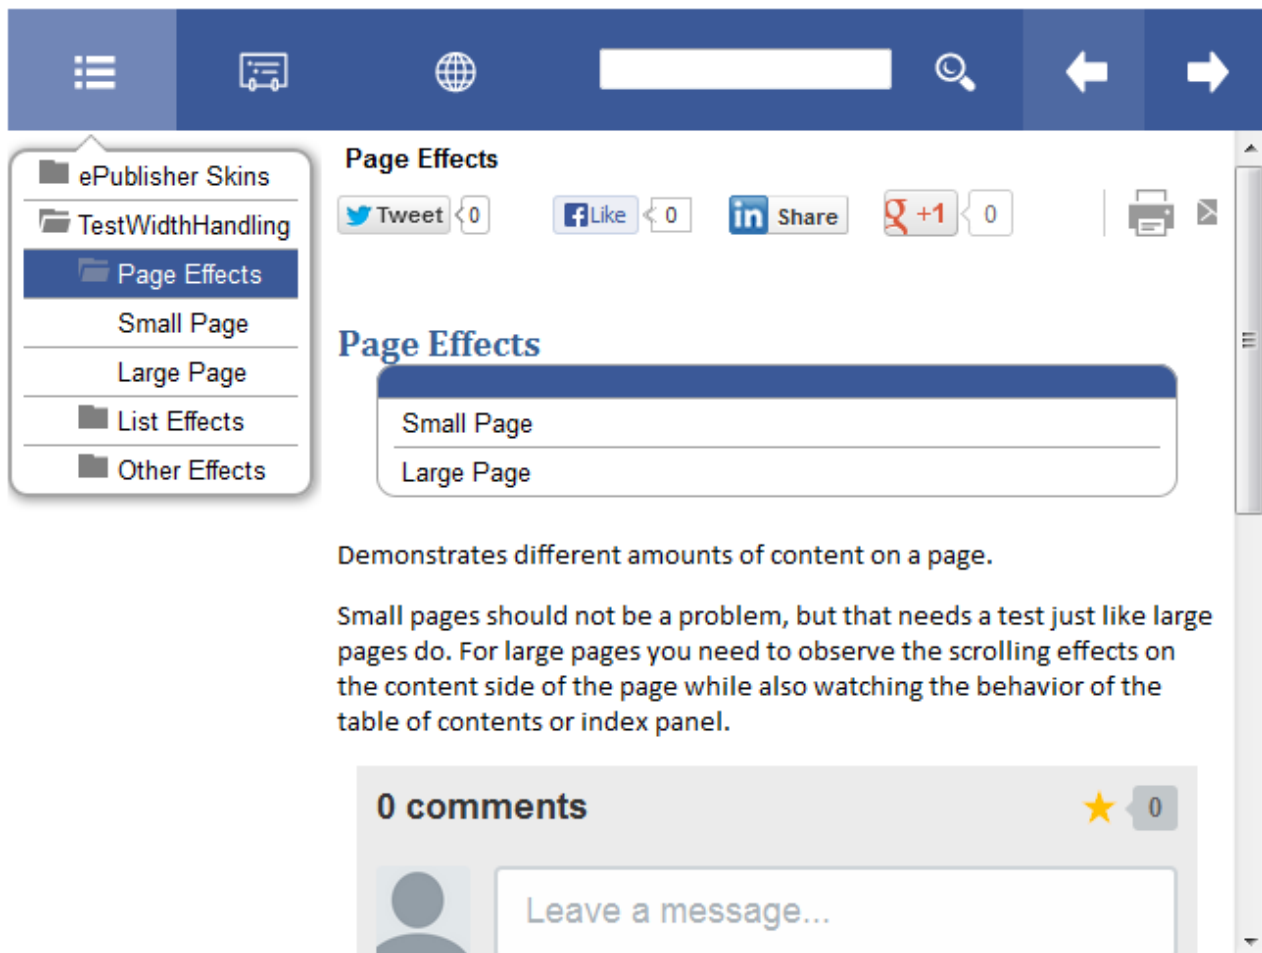 ePublisher Skins
TestWidthHandling
Page Effects
Small Page
Large Page
List Effects
Other Effects
Page Effects
Tweet 0 Like 0 in Share g +1 0
Page Effects
Small Page
Large Page
Demonstrates different amounts of content on a page.
Small pages should not be a problem, but that needs a test just like large
pages do. For large pages you need to observe the scrolling effects on
the content side of the page while also watching the behavior of the
table of contents or index panel.
0 comments 0
Leave a message...